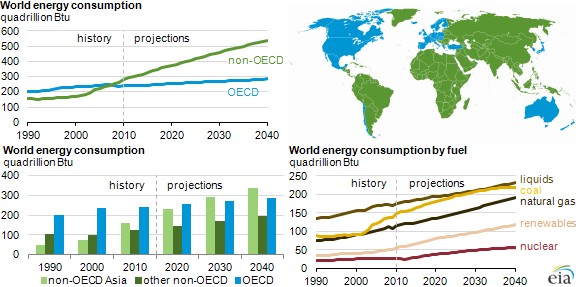 World energy consumption
quadrillion Btu
600
500
400
300
200
100
0
history
projections
non-OECD
OECD
1990 2000 2010 2020 2030 2040
World energy consumption
quadrillion Btu
400
300
200
100
0
history
projections
1990 2000 2010 2020 2030 2040
non-OECD Asia other non-OECD OECD
World energy consumption by fuel
quadrillion Btu
250
200
150
100
50
0
history
projections
liquids
coal
natural gas
renewables
nuclear
1990 2000 2010 2020 2030 2040
eia